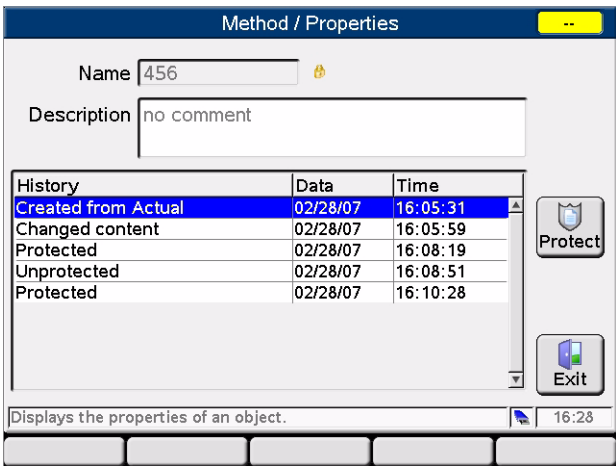 Method / Properties
--
Name 456
Description no comment
History Data Time
Created from Actual 02/28/07 16:05:31
Changed content 02/28/07 16:05:59
Protected 02/28/07 16:08:19
Unprotected 02/28/07 16:08:51
Protected 02/28/07 16:10:28
Protect
Exit
Displays the properties of an object. 16:28